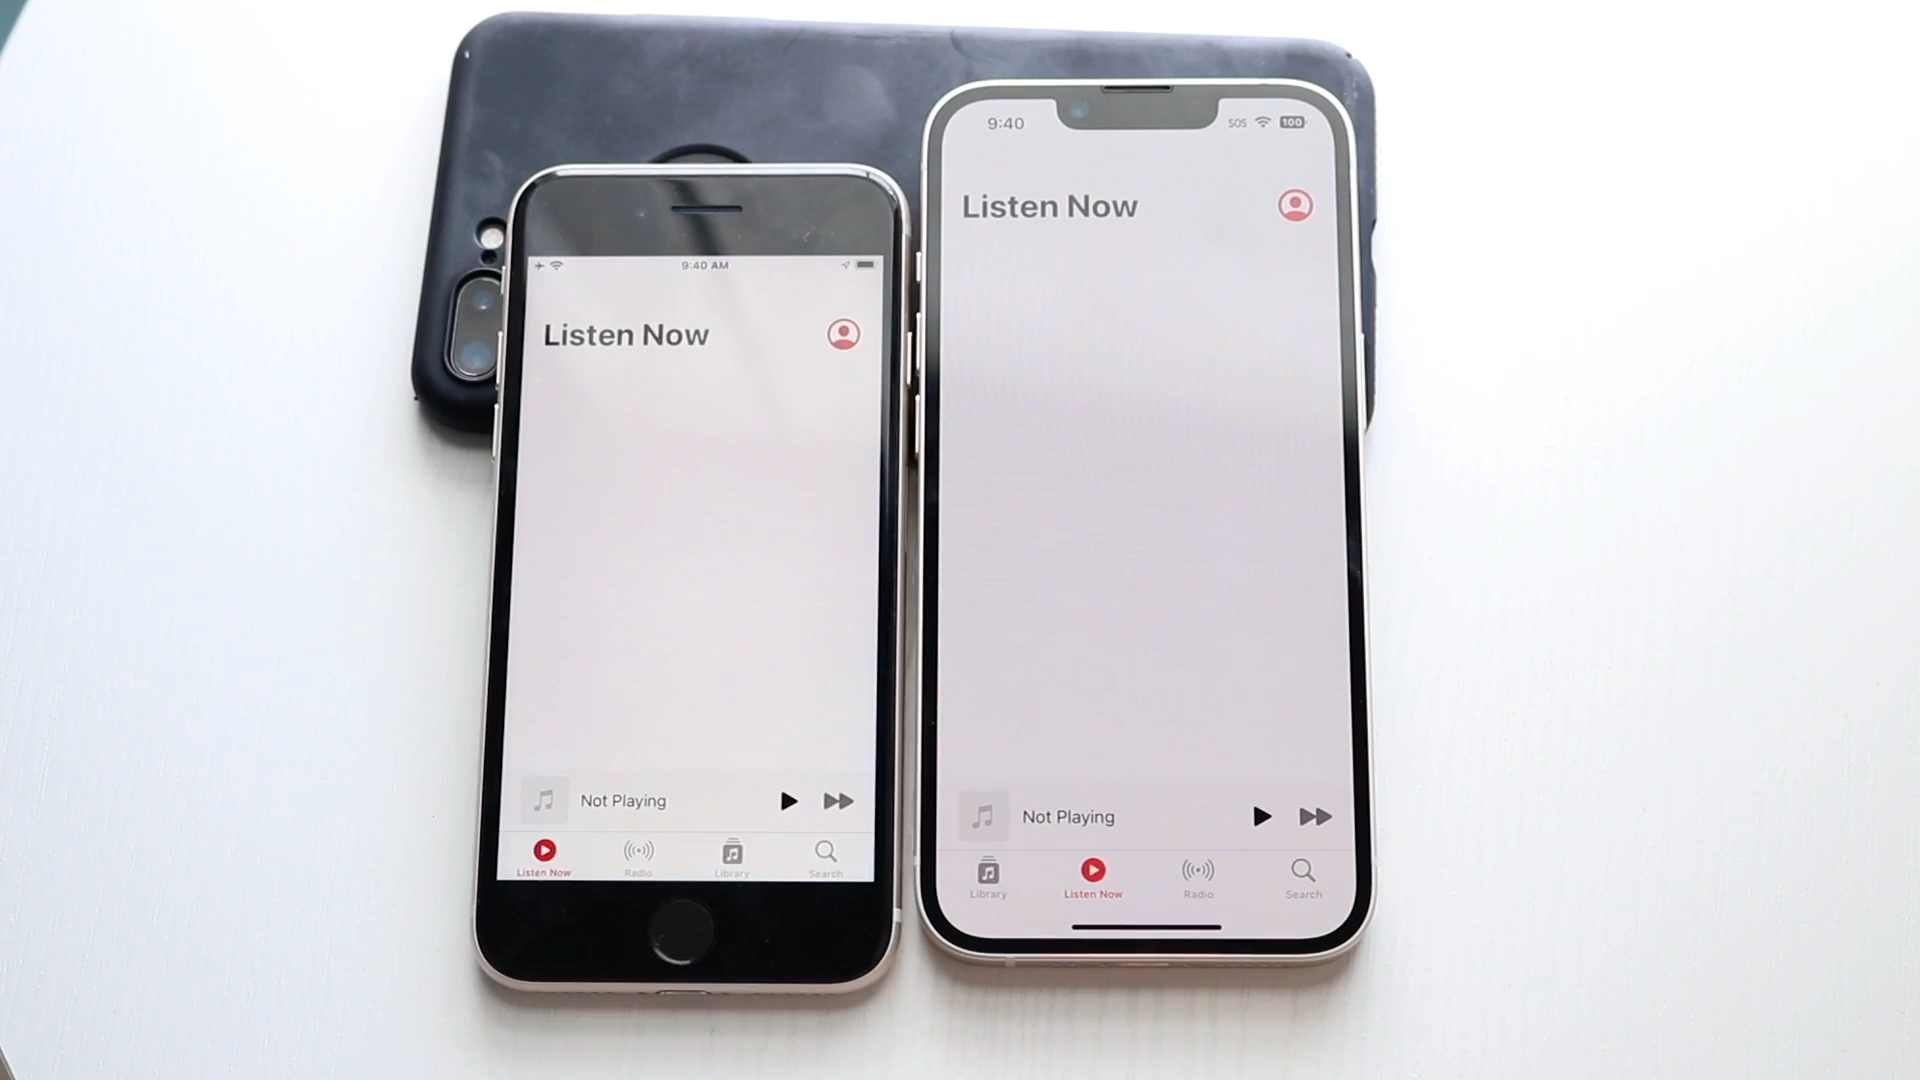 9:40 AM
Listen Now
Not Playing
Listen Now Radio Library Search
9:40 SOS 100
Listen Now
Not Playing
Library Listen Now Radio Search